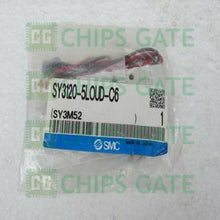 CHIPS GATE
SY3120-5LOUD-C6
(SY3M52
1
SMC
CHIPS GATE